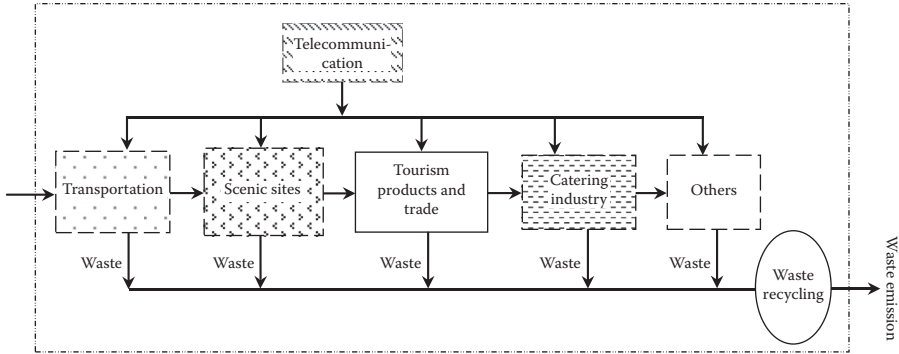 Telecommuni-
cation
Transportation
Scenic sites
Tourism
products and
trade
Catering
industry
Others
Waste
Waste
Waste
Waste
Waste
Waste
recycling
Waste emission